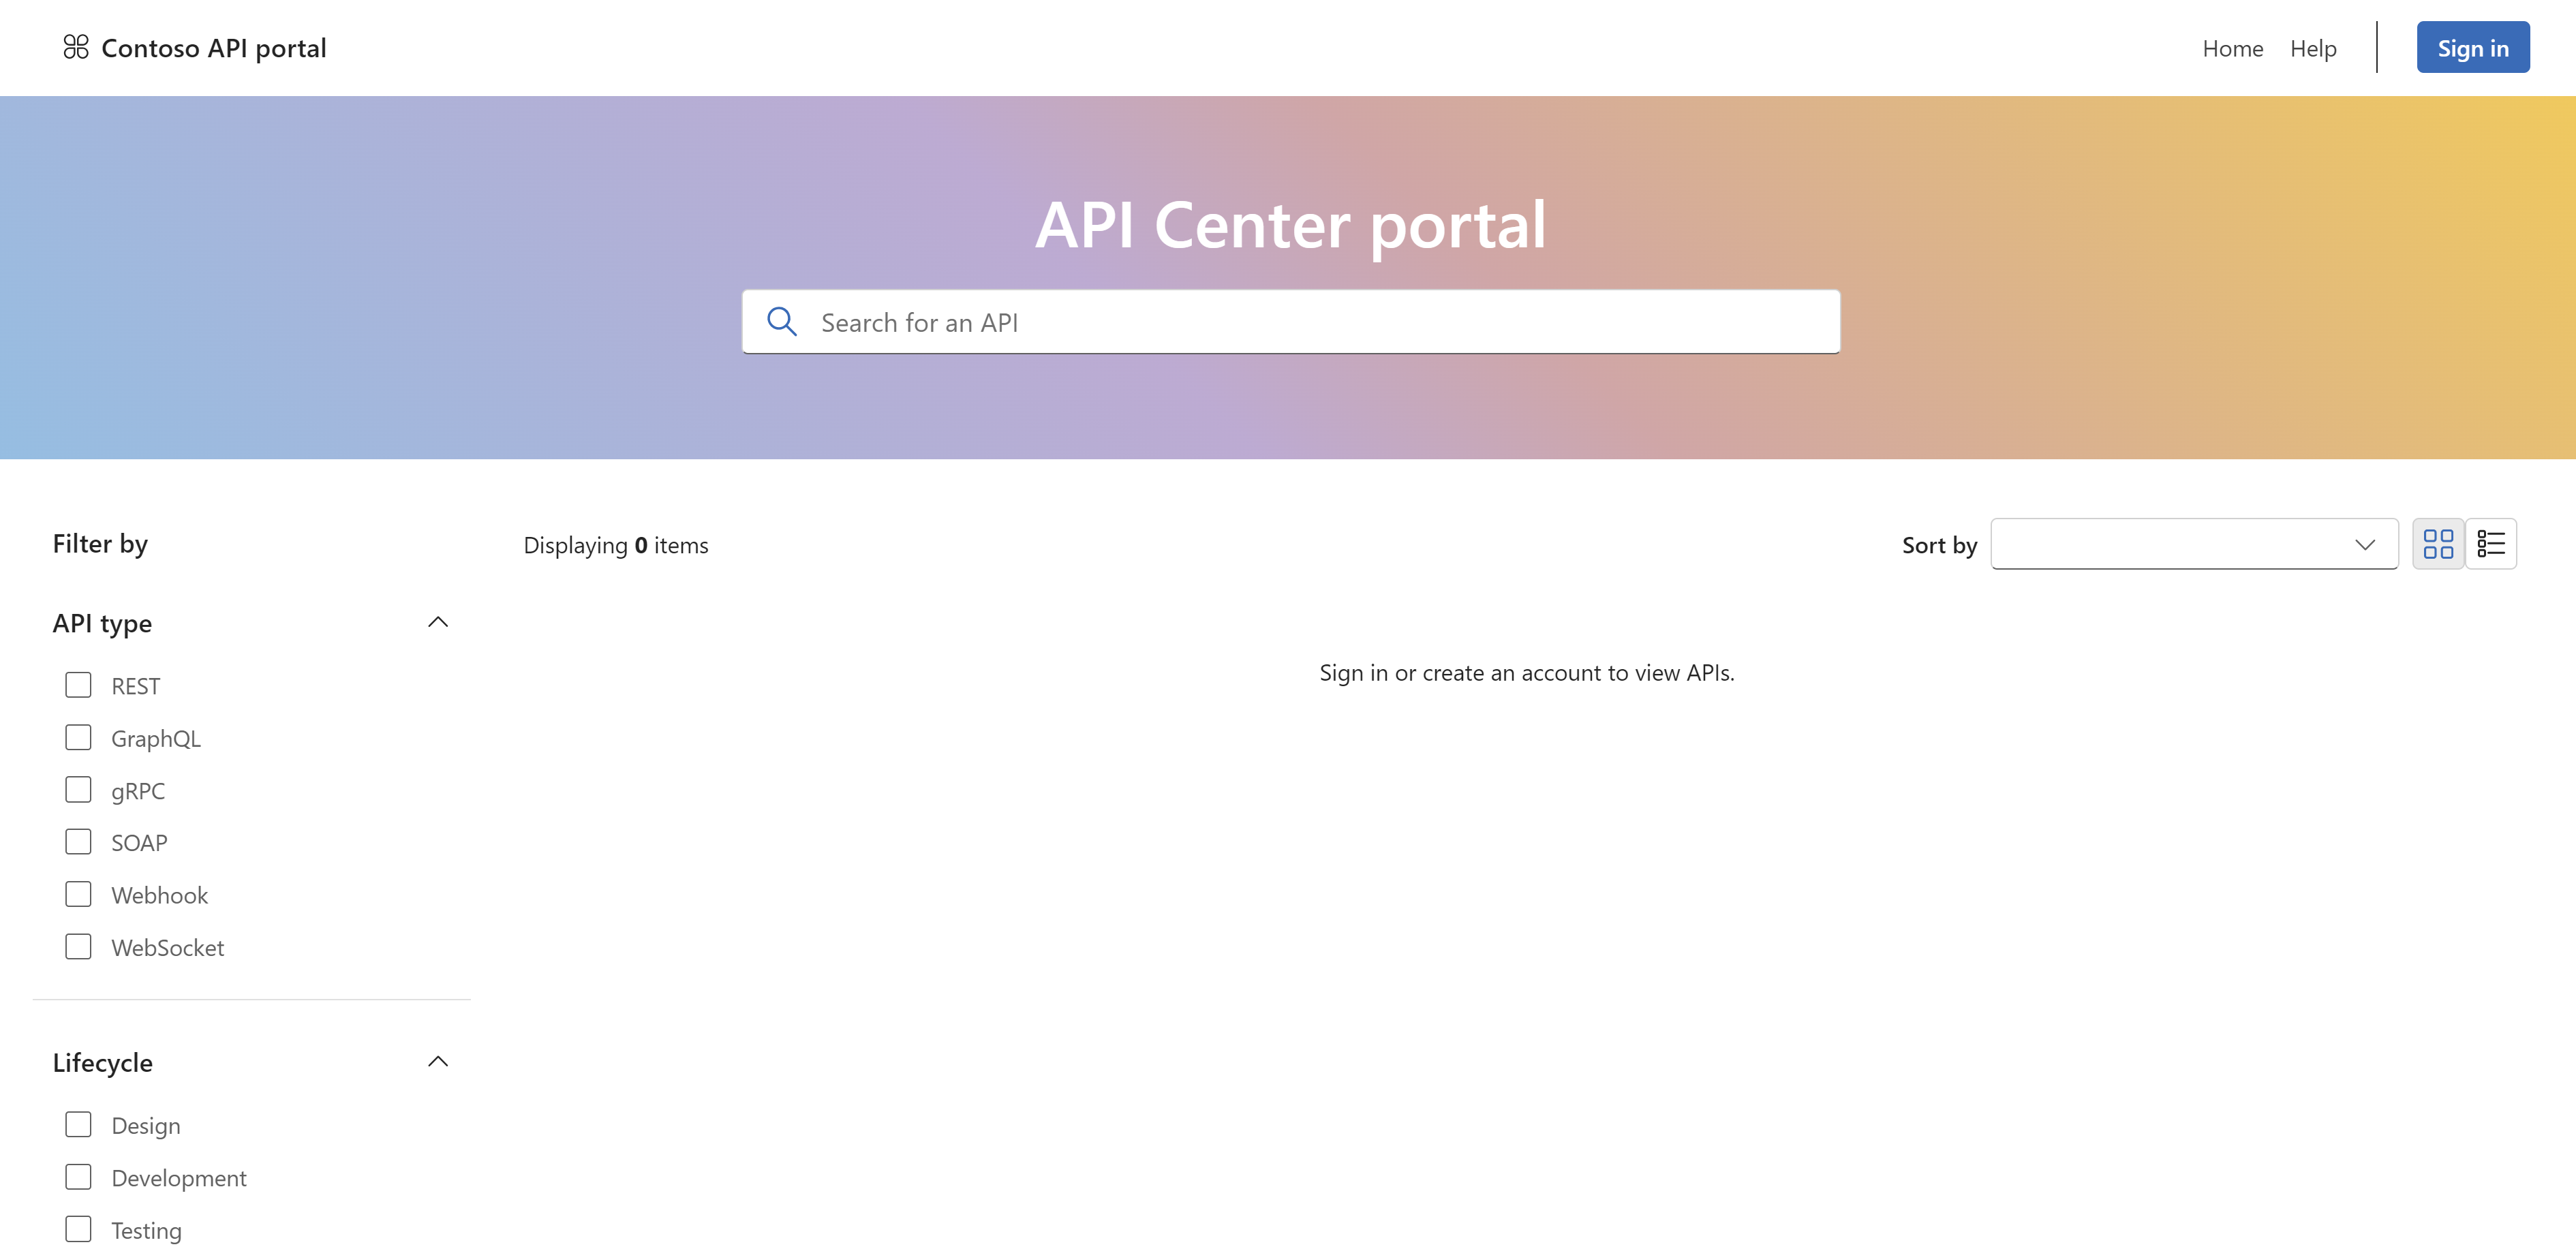 Contoso API portal
Home
Help
Sign in
API Center portal
Search for an API
Filter by
Displaying 0 items
Sort by
API type
REST
GraphQL
gRPC
SOAP
Webhook
WebSocket
Sign in or create an account to view APIs.
Lifecycle
Design
Development
Testing